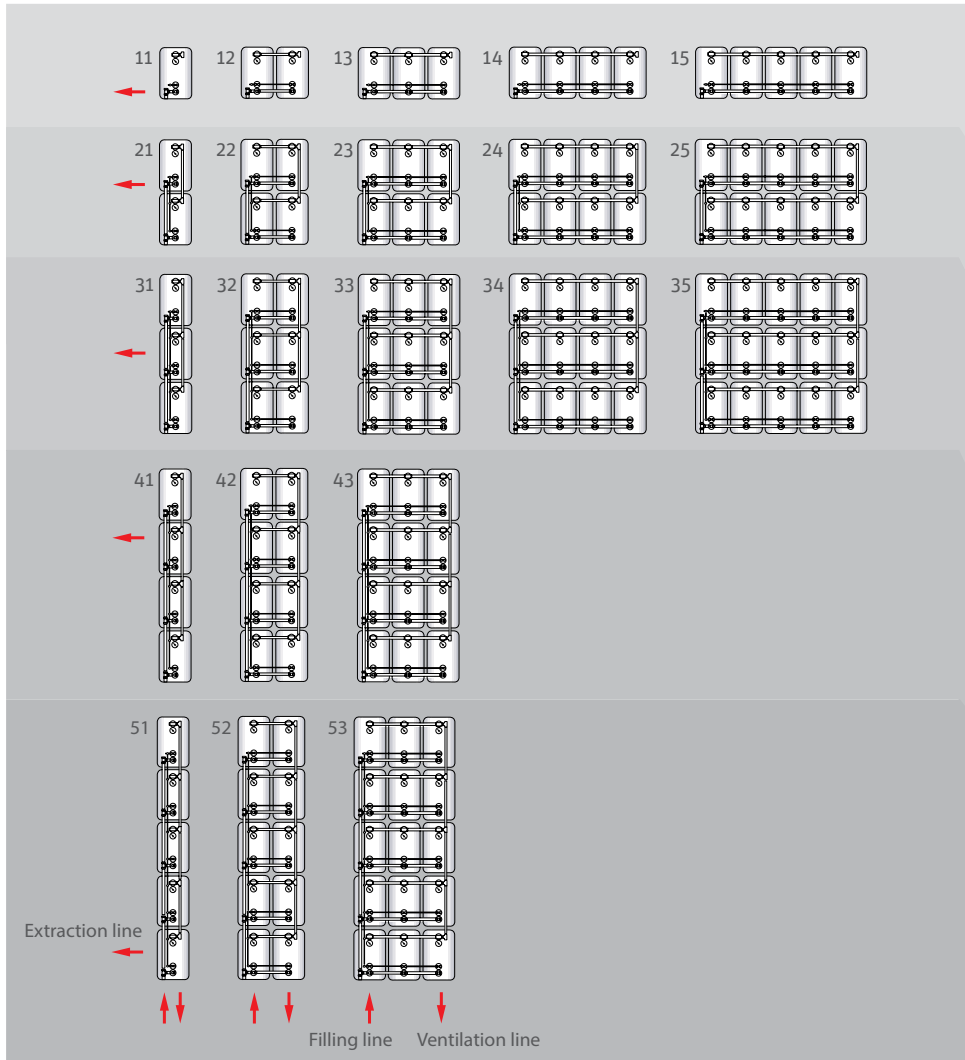 11 12 13 14 15
21 22 23 24 25
31 32 33 34 35
41 42 43
51 52 53
Extraction line
Filling line Ventilation line